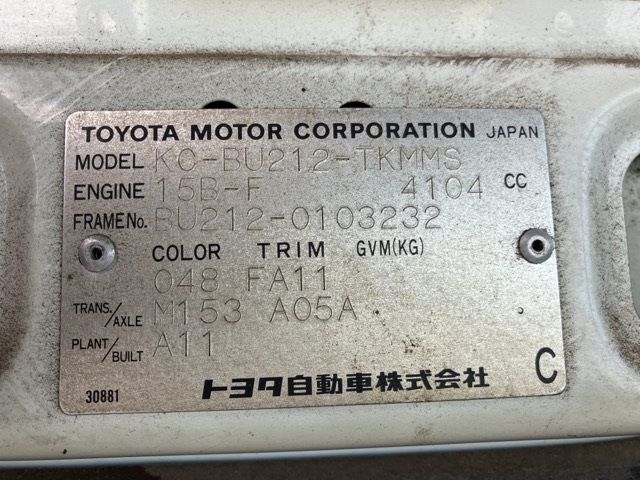 TOYOTA MOTOR CORPORATION JAPAN
MODEL KC-BU212-TKMMS
ENGINE 15B-F 4104 CC
FRAME No. BU212-0103232
COLOR TRIM GVM(KG)
048 FA11
TRANS./AXLE M153 A05A
PLANT/BUILT A11
30881 トヨタ自動車株式会社 C